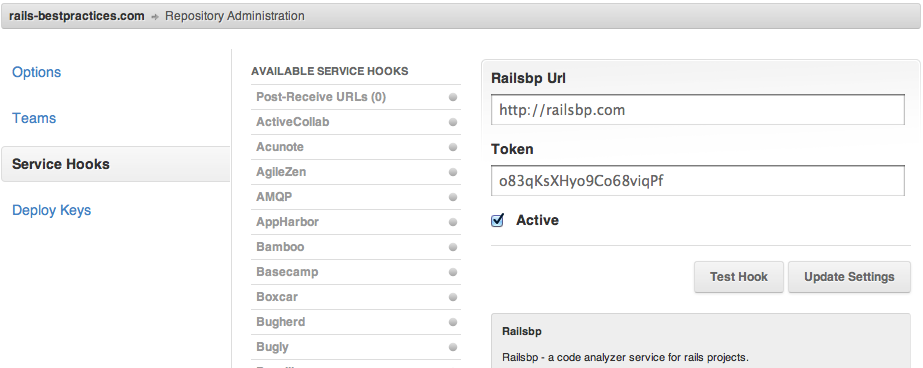 rails-bestpractices.com → Repository Administration
Options
Teams
Service Hooks
Deploy Keys
AVAILABLE SERVICE HOOKS
Post-Receive URLs (0)
ActiveCollab
Acunote
AgileZen
AMQP
AppHarbor
Bamboo
Basecamp
Boxcar
Bugherd
Bugly
Railsbp Url
http://railsbp.com
Token
o83qKsXHyo9Co68viqPf
Active
Test Hook
Update Settings
Railsbp
Railsbp - a code analyzer service for rails projects.